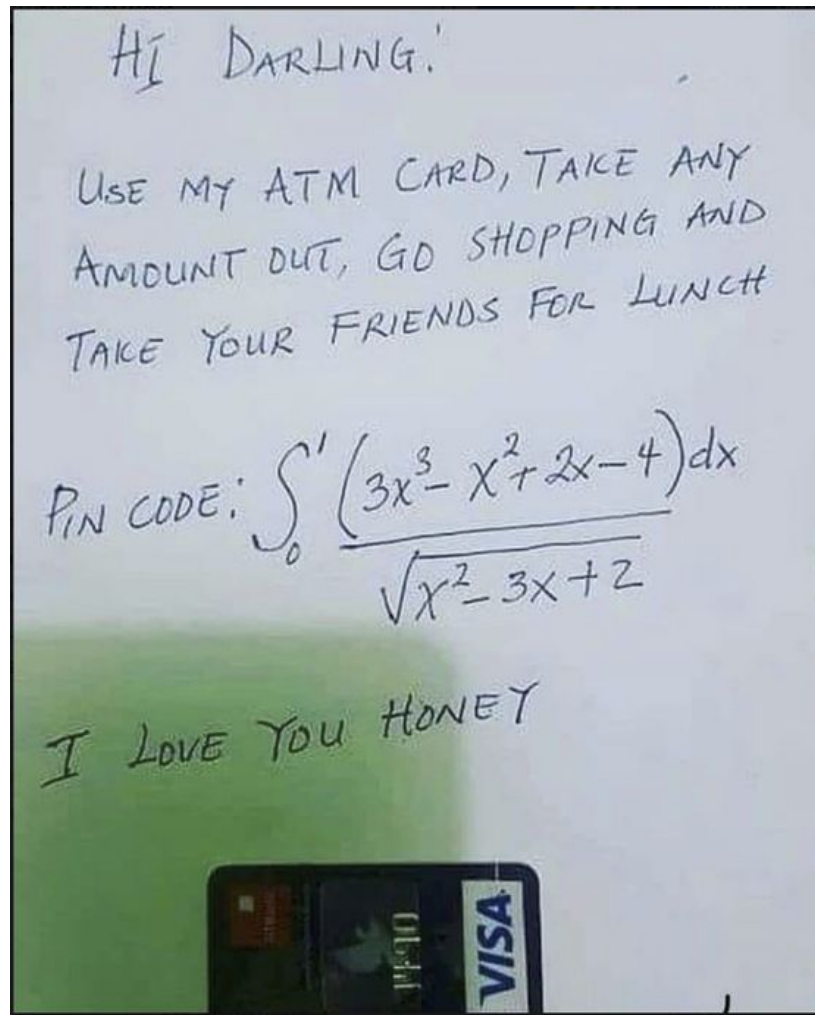 HI DARLING!
USE MY ATM CARD, TAKE ANY
AMOUNT OUT, GO SHOPPING AND
TAKE YOUR FRIENDS FOR LUNCH
PIN CODE: ∫₀¹ (3x³ - x² + 2x - 4)dx / √(x² - 3x + 2)
I LOVE YOU HONEY
VISA